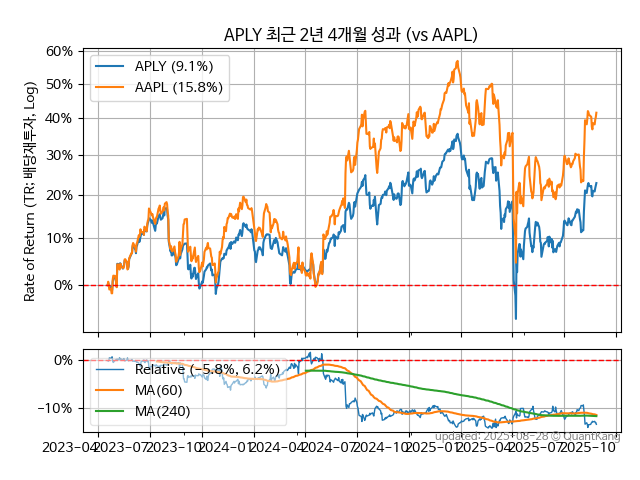 APLY 최근 2년 4개월 성과 (vs AAPL)
Rate of Return (TR: 배당재투자, Log)
60%
50%
40%
30%
20%
10%
0%
APLY (9.1%)
AAPL (15.8%)
0%
−10%
Relative (−5.8%, 6.2%)
MA(60)
MA(240)
updated: 2025-08-28 © QuantKang
2023-04 2023-07 2023-10 2024-01 2024-04 2024-07 2024-10 2025-01 2025-04 2025-07 2025-10